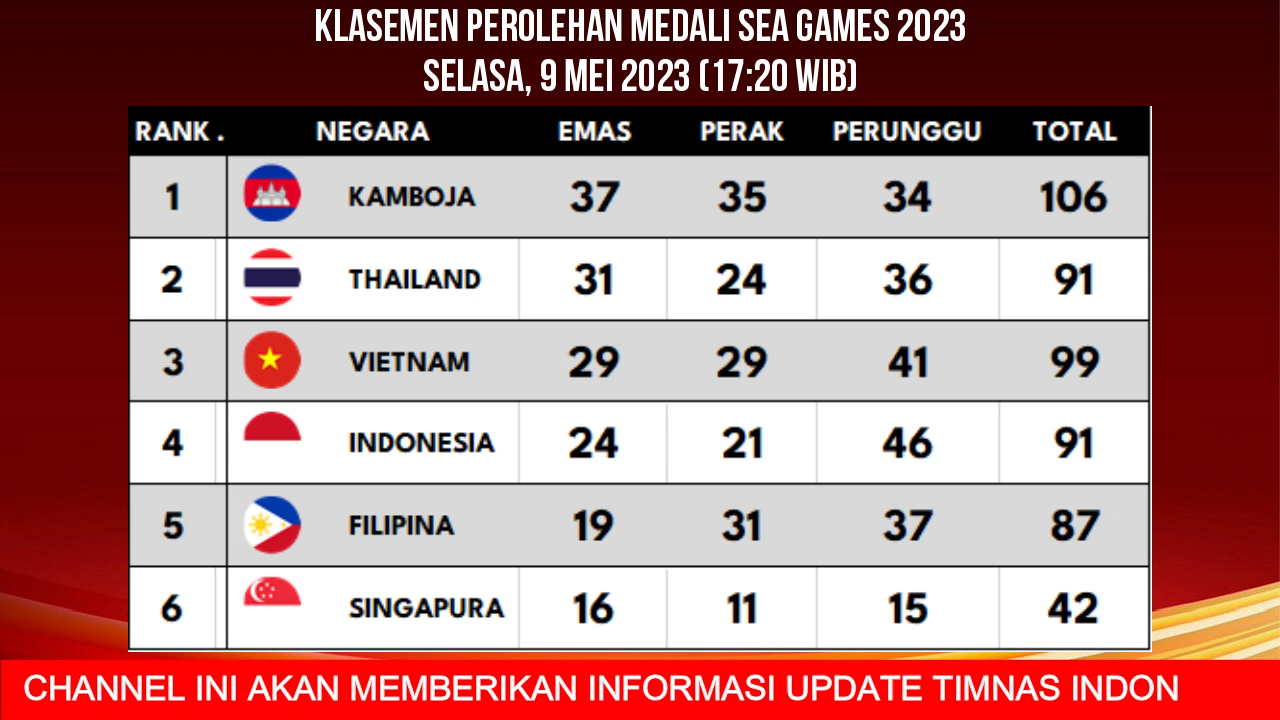 KLASEMEN PEROLEHAN MEDALI SEA GAMES 2023
SELASA, 9 MEI 2023 (17:20 WIB)
RANK . NEGARA EMAS PERAK PERUNGGU TOTAL
1 KAMBOJA 37 35 34 106
2 THAILAND 31 24 36 91
3 VIETNAM 29 29 41 99
4 INDONESIA 24 21 46 91
5 FILIPINA 19 31 37 87
6 SINGAPURA 16 11 15 42
CHANNEL INI AKAN MEMBERIKAN INFORMASI UPDATE TIMNAS INDON